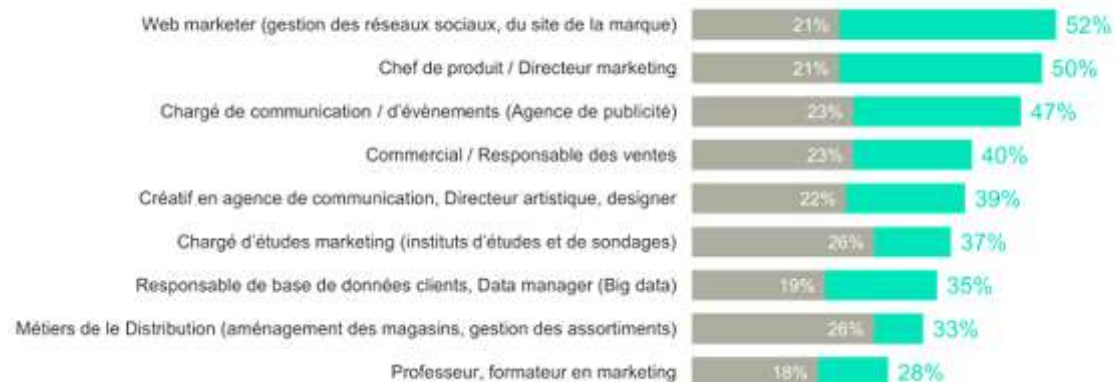 Web marketer (gestion des réseaux sociaux, du site de la marque) 21% 52%
Chef de produit / Directeur marketing 21% 50%
Chargé de communication / d'évènements (Agence de publicité) 23% 47%
Commercial / Responsable des ventes 23% 40%
Créatif en agence de communication, Directeur artistique, designer 22% 39%
Chargé d'études marketing (instituts d'études et de sondages) 26% 37%
Responsable de base de données clients, Data manager (Big data) 19% 35%
Métiers de le Distribution (aménagement des magasins, gestion des assortiments) 26% 33%
Professeur, formateur en marketing 18% 28%